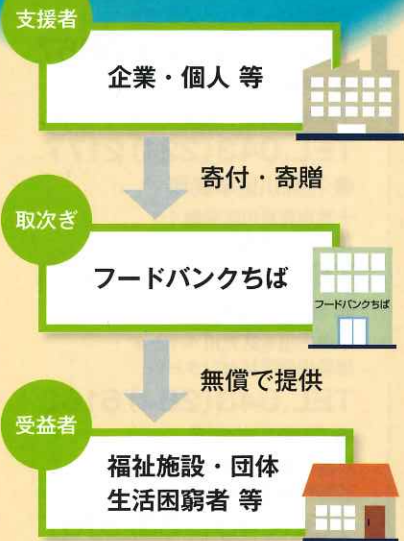 支援者
企業・個人 等
寄付・寄贈
取次ぎ
フードバンクちば
フードバンクちば
無償で提供
受益者
福祉施設・団体
生活困窮者 等